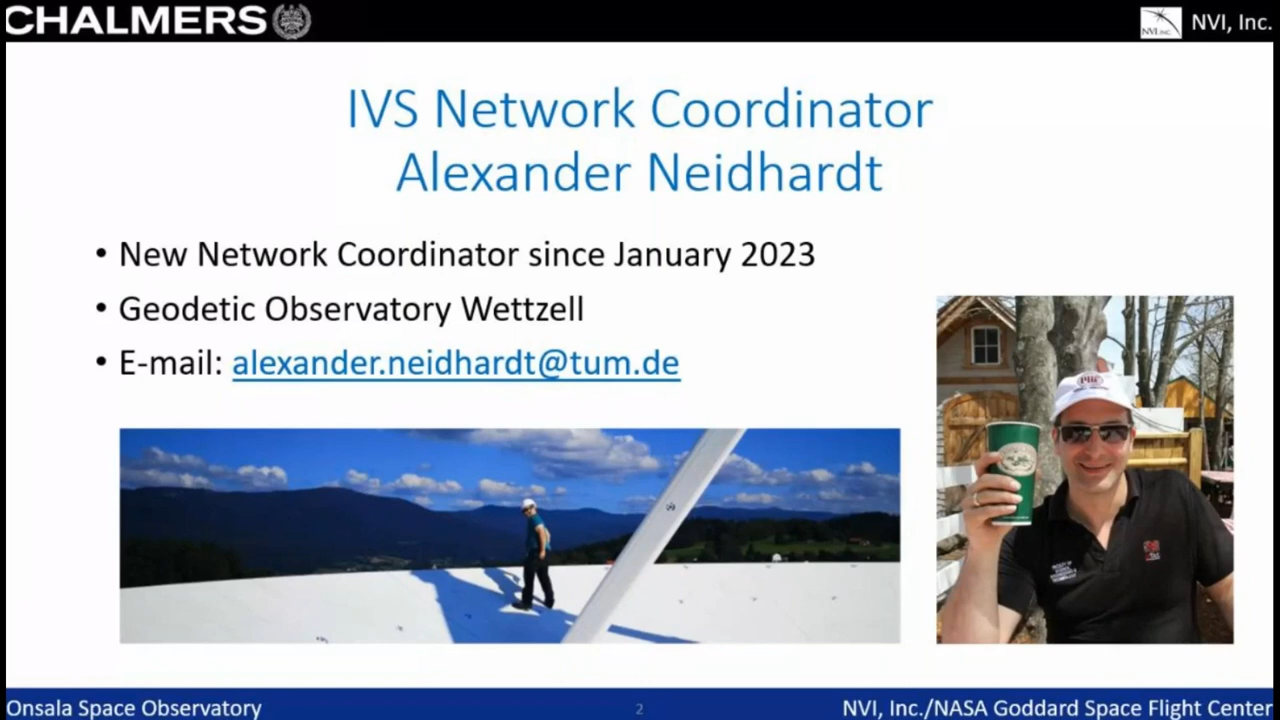 CHALMERS
NVI, Inc.
IVS Network Coordinator
Alexander Neidhardt
• New Network Coordinator since January 2023
• Geodetic Observatory Wettzell
• E-mail: alexander.neidhardt@tum.de
Onsala Space Observatory
2
NVI, Inc./NASA Goddard Space Flight Center